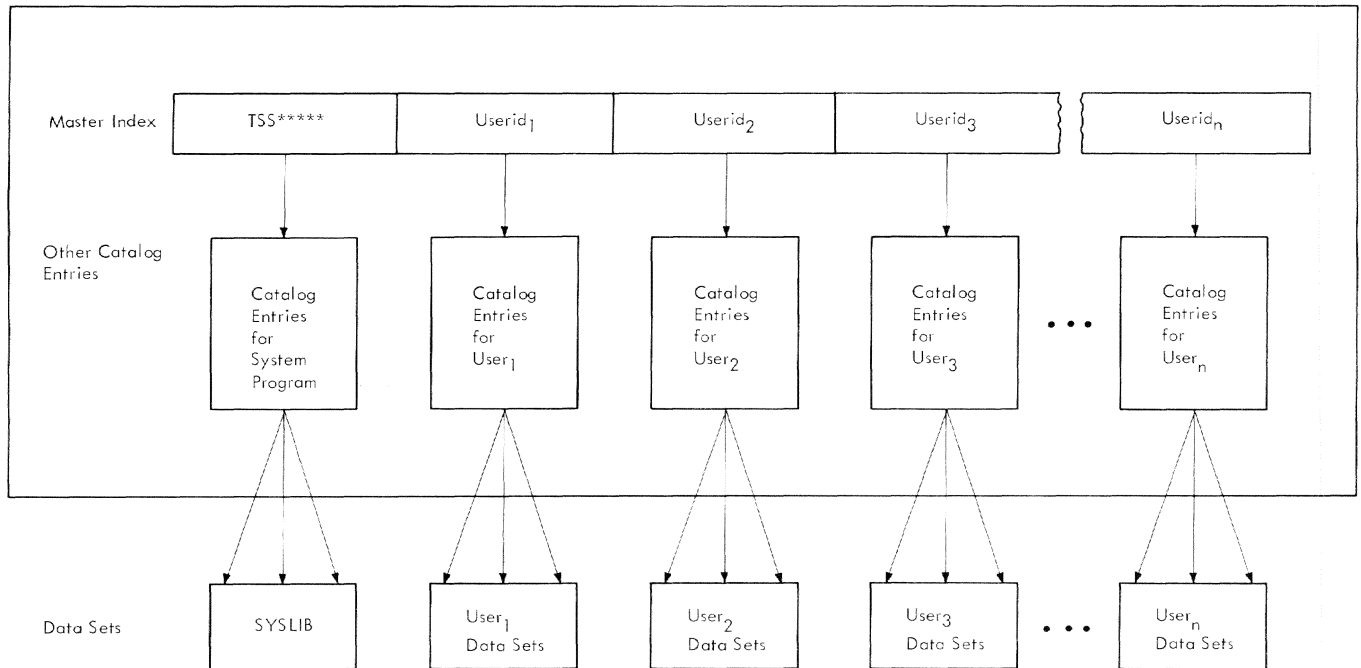 Master Index
TSS*****
Userid₁
Userid₂
Userid₃
Useridₙ
Other Catalog
Entries
Catalog
Entries
for
System
Program
Catalog
Entries
for
User₁
Catalog
Entries
for
User₂
Catalog
Entries
for
User₃
• • •
Catalog
Entries
for
Userₙ
Data Sets
SYSLIB
User₁
Data Sets
User₂
Data Sets
User₃
Data Sets
• • •
Userₙ
Data Sets